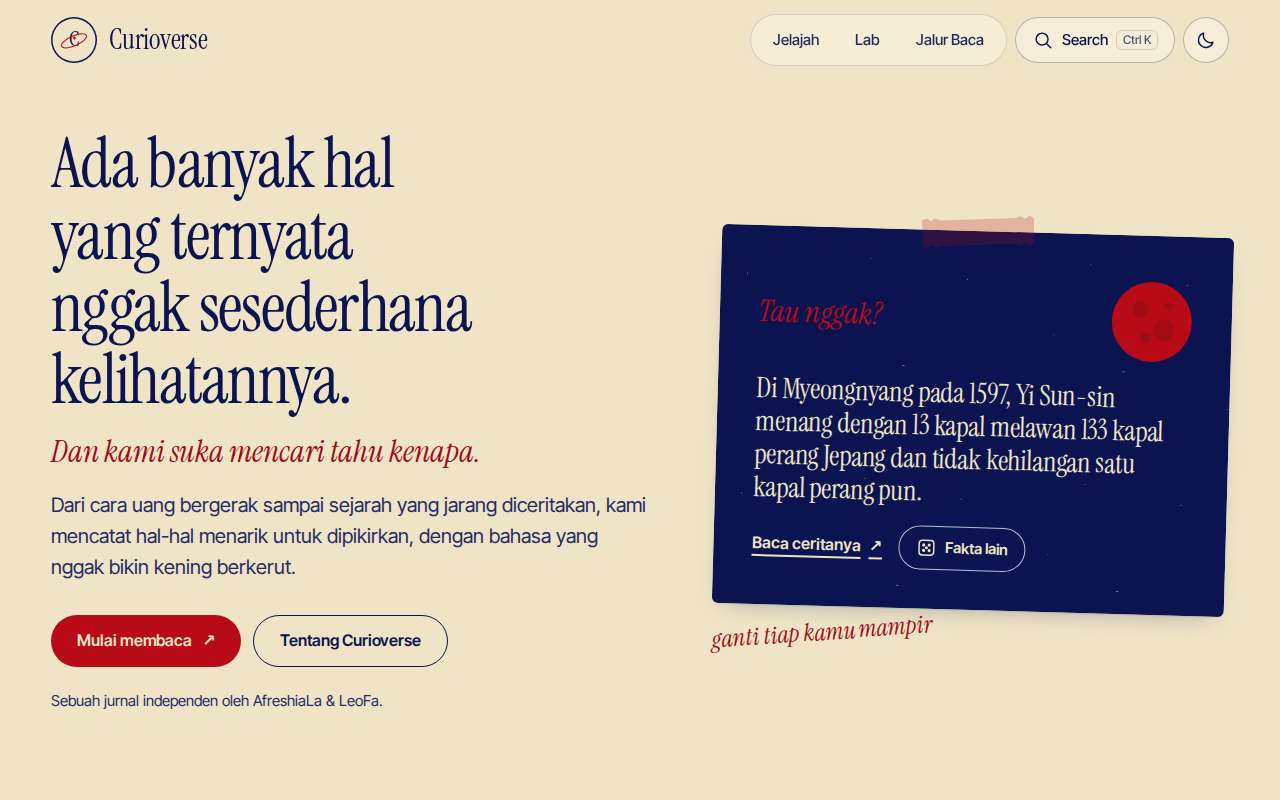 C
Curioverse
Jelajah
Lab
Jalur Baca
Search
Ctrl K
Ada banyak hal
yang ternyata
nggak sesederhana
kelihatannya.
Dan kami suka mencari tahu kenapa.
Dari cara uang bergerak sampai sejarah yang jarang diceritakan, kami
mencatat hal-hal menarik untuk dipikirkan, dengan bahasa yang
nggak bikin kening berkerut.
Mulai membaca ↗
Tentang Curioverse
Sebuah jurnal independen oleh AfreshiaLa & LeoFa.
Tau nggak?
Di Myeongnyang pada 1597, Yi Sun-sin
menang dengan 13 kapal melawan 133 kapal
perang Jepang dan tidak kehilangan satu
kapal perang pun.
Baca ceritanya ↗
Fakta lain
ganti tiap kamu mampir